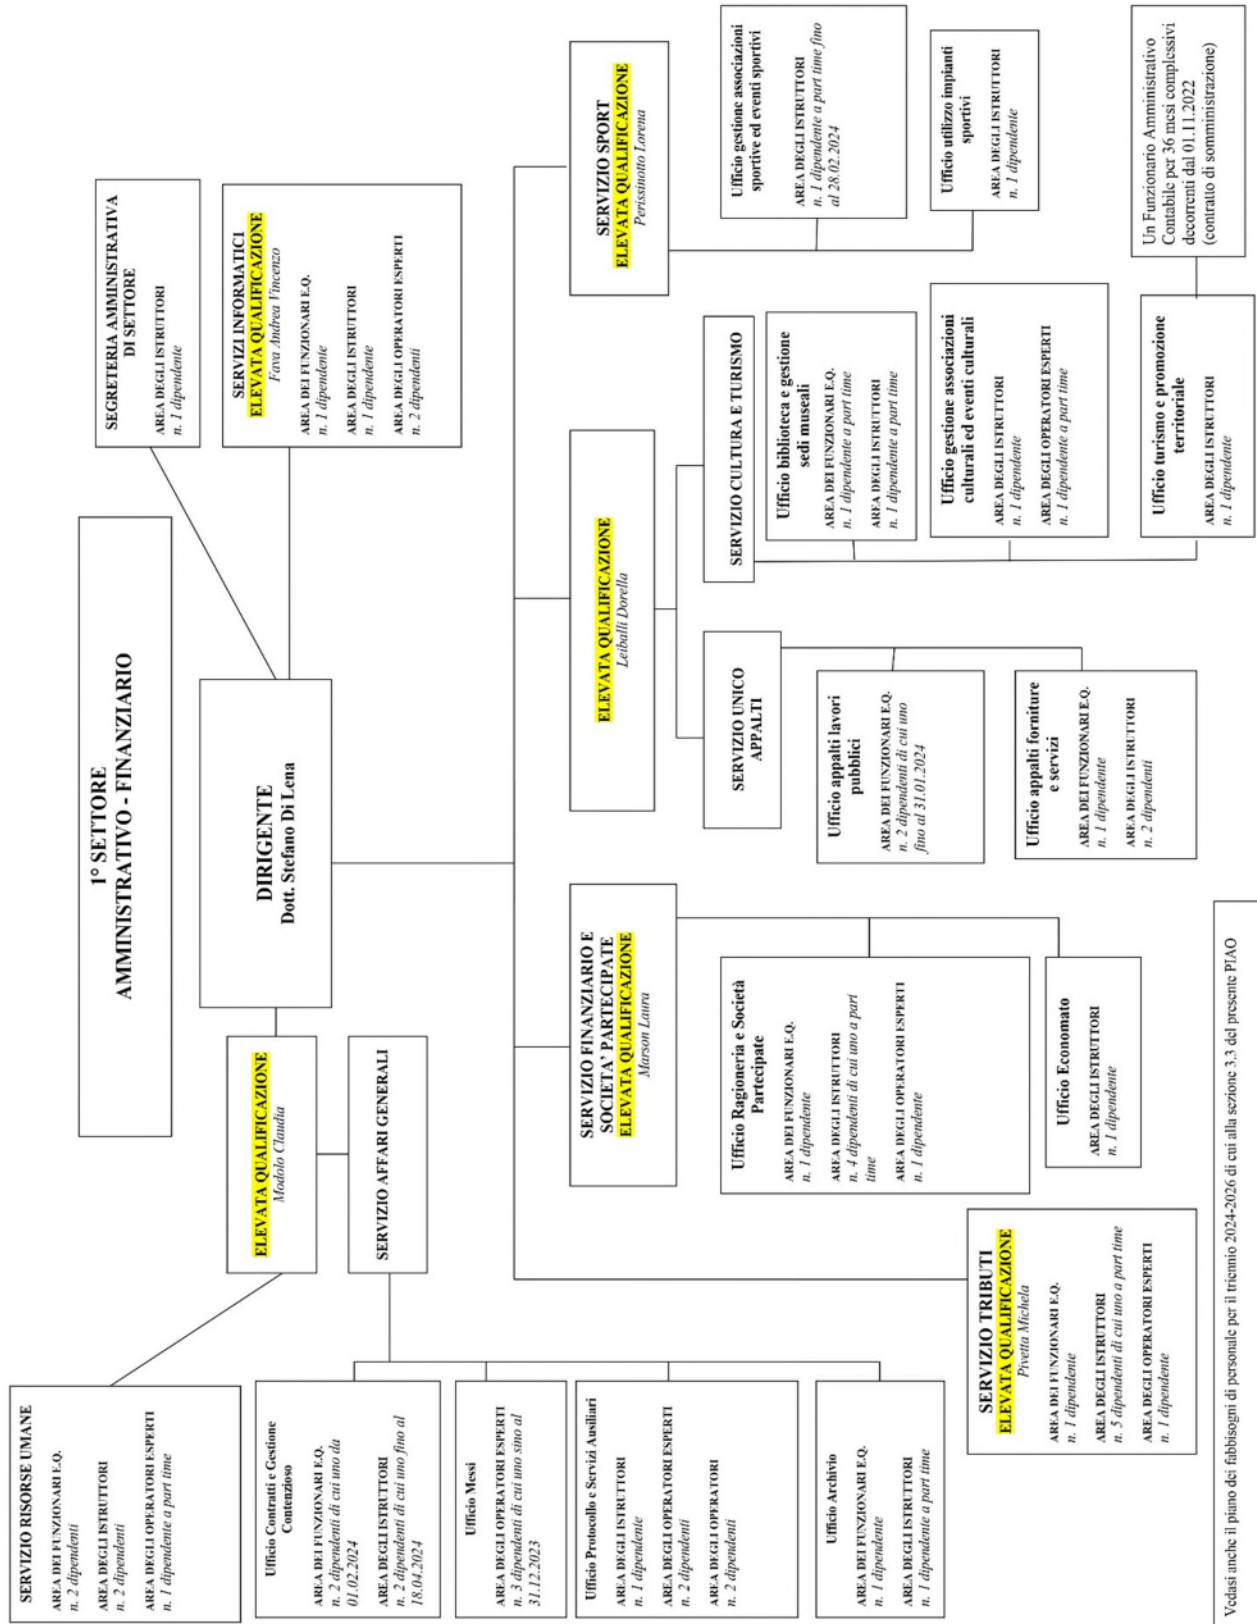 1° SETTORE
AMMINISTRATIVO - FINANZIARIO
DIRIGENTE
Dott. Stefano Di Lena
SEGRETERIA AMMINISTRATIVA
DI SETTORE
AREA DEGLI ISTRUTTORI
n. 1 dipendente
SERVIZI INFORMATICI
ELEVATA QUALIFICAZIONE
Fava Andrea Vincenzo
AREA DEI FUNZIONARI E.Q.
n. 1 dipendente
AREA DEGLI ISTRUTTORI
n. 1 dipendente
AREA DEGLI OPERATORI ESPERTI
n. 2 dipendenti
ELEVATA QUALIFICAZIONE
Modolo Claudia
SERVIZIO AFFARI GENERALI
SERVIZIO RISORSE UMANE
AREA DEI FUNZIONARI E.Q.
n. 2 dipendenti
AREA DEGLI ISTRUTTORI
n. 2 dipendenti
AREA DEGLI OPERATORI ESPERTI
n. 1 dipendente a part time
Ufficio Contratti e Gestione
Contenzioso
AREA DEI FUNZIONARI E.Q.
n. 2 dipendenti di cui uno da
01.02.2024
AREA DEGLI ISTRUTTORI
n. 2 dipendenti di cui uno fino al
18.04.2024
Ufficio Messi
AREA DEGLI OPERATORI ESPERTI
n. 3 dipendenti di cui uno sino al
31.12.2023
Ufficio Protocollo e Servizi Ausiliari
AREA DEGLI ISTRUTTORI
n. 1 dipendente
AREA DEGLI OPERATORI ESPERTI
n. 2 dipendenti
AREA DEGLI OPERATORI
n. 2 dipendenti
Ufficio Archivio
AREA DEI FUNZIONARI E.Q.
n. 1 dipendente
AREA DEGLI ISTRUTTORI
n. 1 dipendente a part time
SERVIZIO TRIBUTI
ELEVATA QUALIFICAZIONE
Pivetta Michela
AREA DEI FUNZIONARI E.Q.
n. 1 dipendente
AREA DEGLI ISTRUTTORI
n. 5 dipendenti di cui uno a part time
AREA DEGLI OPERATORI ESPERTI
n. 1 dipendente
SERVIZIO FINANZIARIO E
SOCIETA' PARTECIPATE
ELEVATA QUALIFICAZIONE
Marson Laura
Ufficio Ragioneria e Società
Partecipate
AREA DEI FUNZIONARI E.Q.
n. 1 dipendente
AREA DEGLI ISTRUTTORI
n. 4 dipendenti di cui uno a part
time
AREA DEGLI OPERATORI ESPERTI
n. 1 dipendente
Ufficio Economato
AREA DEGLI ISTRUTTORI
n. 1 dipendente
ELEVATA QUALIFICAZIONE
Leiballi Dorella
SERVIZIO UNICO
APPALTI
Ufficio appalti lavori
pubblici
AREA DEI FUNZIONARI E.Q.
n. 2 dipendenti di cui uno
fino al 31.01.2024
Ufficio appalti forniture
e servizi
AREA DEI FUNZIONARI E.Q.
n. 1 dipendente
AREA DEGLI ISTRUTTORI
n. 2 dipendenti
SERVIZIO CULTURA E TURISMO
Ufficio biblioteca e gestione
sedi museali
AREA DEI FUNZIONARI E.Q.
n. 1 dipendente a part time
AREA DEGLI ISTRUTTORI
n. 1 dipendente a part time
Ufficio gestione associazioni
culturali ed eventi culturali
AREA DEGLI ISTRUTTORI
n. 1 dipendente
AREA DEGLI OPERATORI ESPERTI
n. 1 dipendente a part time
Ufficio turismo e promozione
territoriale
AREA DEGLI ISTRUTTORI
n. 1 dipendente
Un Funzionario Amministrativo
Contabile per 36 mesi complessivi
decorrenti dal 01.11.2022
(contratto di somministrazione)
SERVIZIO SPORT
ELEVATA QUALIFICAZIONE
Perissinotto Lorena
Ufficio gestione associazioni
sportive ed eventi sportivi
AREA DEGLI ISTRUTTORI
n. 1 dipendente a part time fino
al 28.02.2024
Ufficio utilizzo impianti
sportivi
AREA DEGLI ISTRUTTORI
n. 1 dipendente
Vedasi anche il piano dei fabbisogni di personale per il triennio 2024-2026 di cui alla sezione 3.3 del presente PIAO